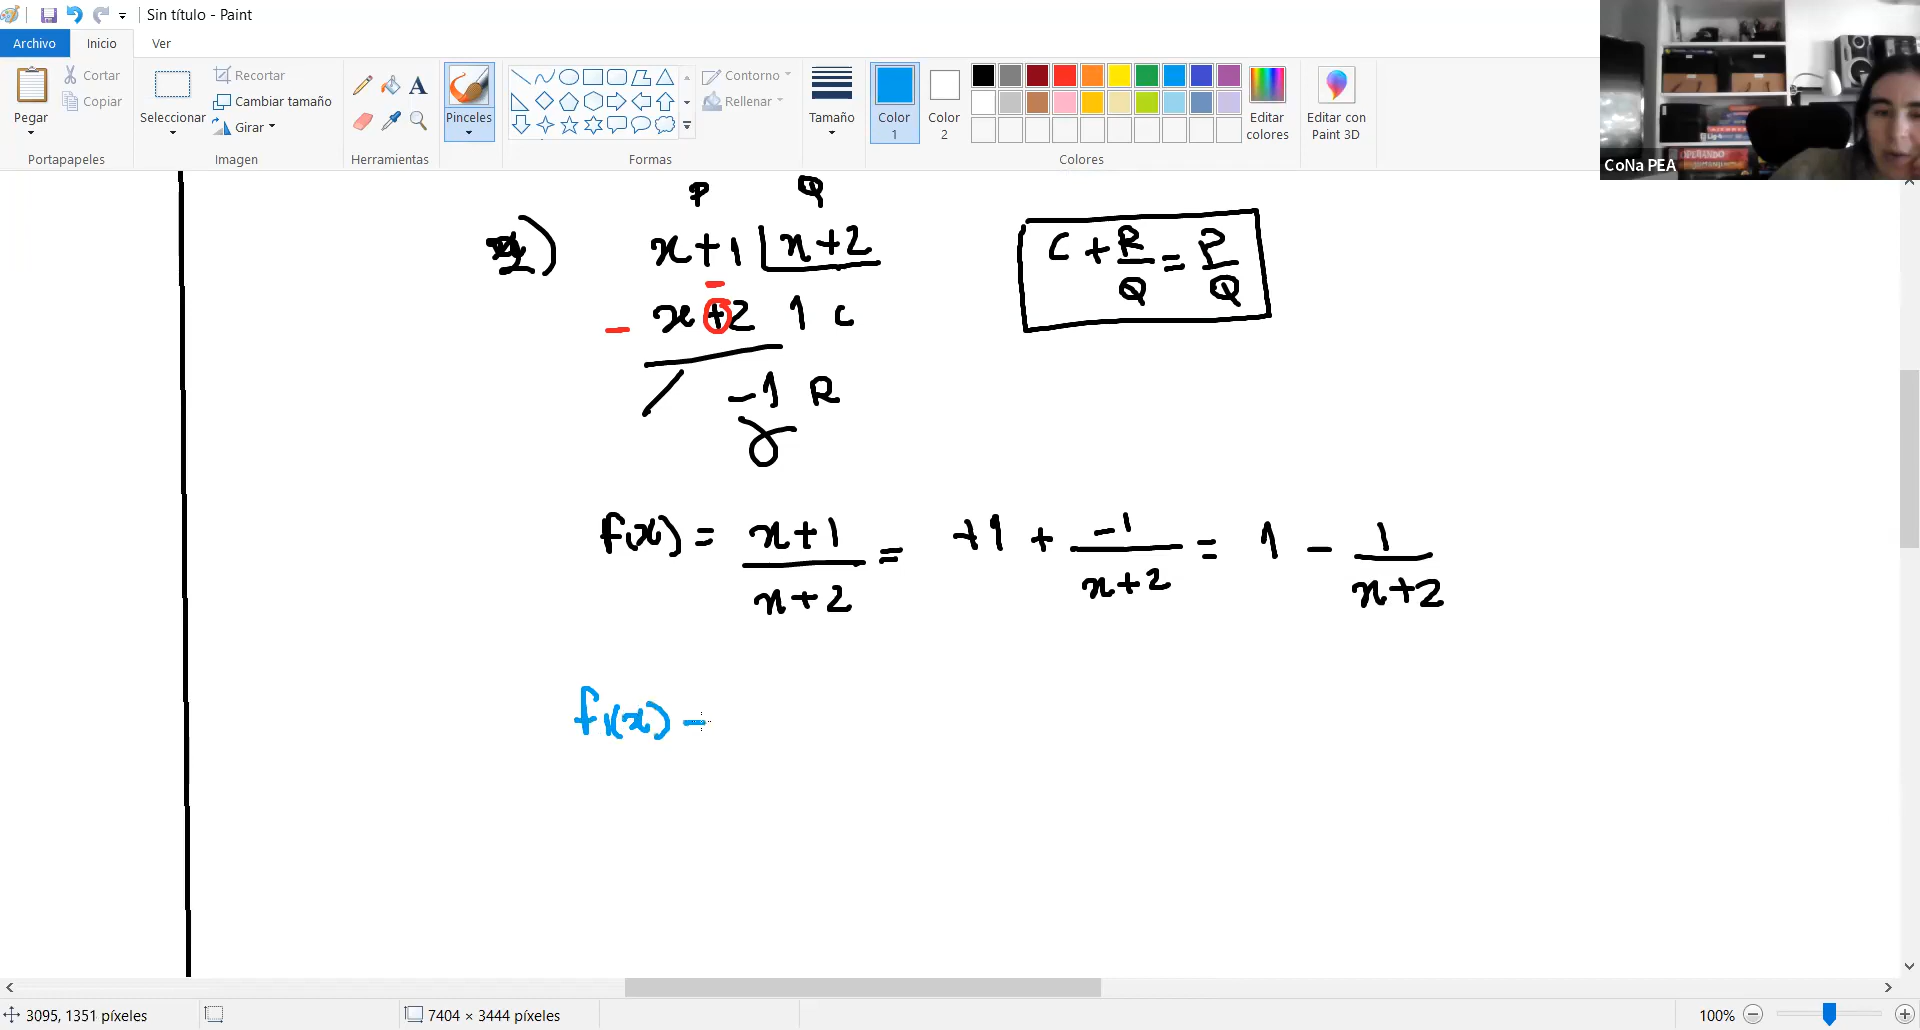 Sin título - Paint
Archivo Inicio Ver
Pegar
Cortar
Copiar
Portapapeles
Seleccionar
Recortar
Cambiar tamaño
Girar
Imagen
A
Herramientas
Pinceles
Contorno
Rellenar
Formas
Tamaño
Color 1
Color 2
Editar colores
Editar con Paint 3D
Colores
OPERANDO
CoNa PEA
P Q
2) x+1 | x+2
- x+2 1 C
-
-1 R
C + R/Q = P/Q
f(x) = (x+1)/(x+2) = +1 + (-1)/(x+2) = 1 - 1/(x+2)
f1(x) -
3095, 1351 píxeles
7404 × 3444 píxeles
100%